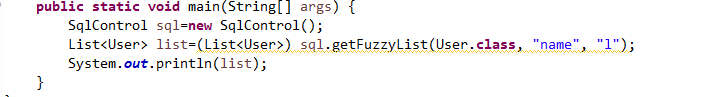 public static void main(String[] args) {
SqlControl sql=new SqlControl();
List<User> list=(List<User>) sql.getFuzzyList(User.class, "name", "l");
System.out.println(list);
}